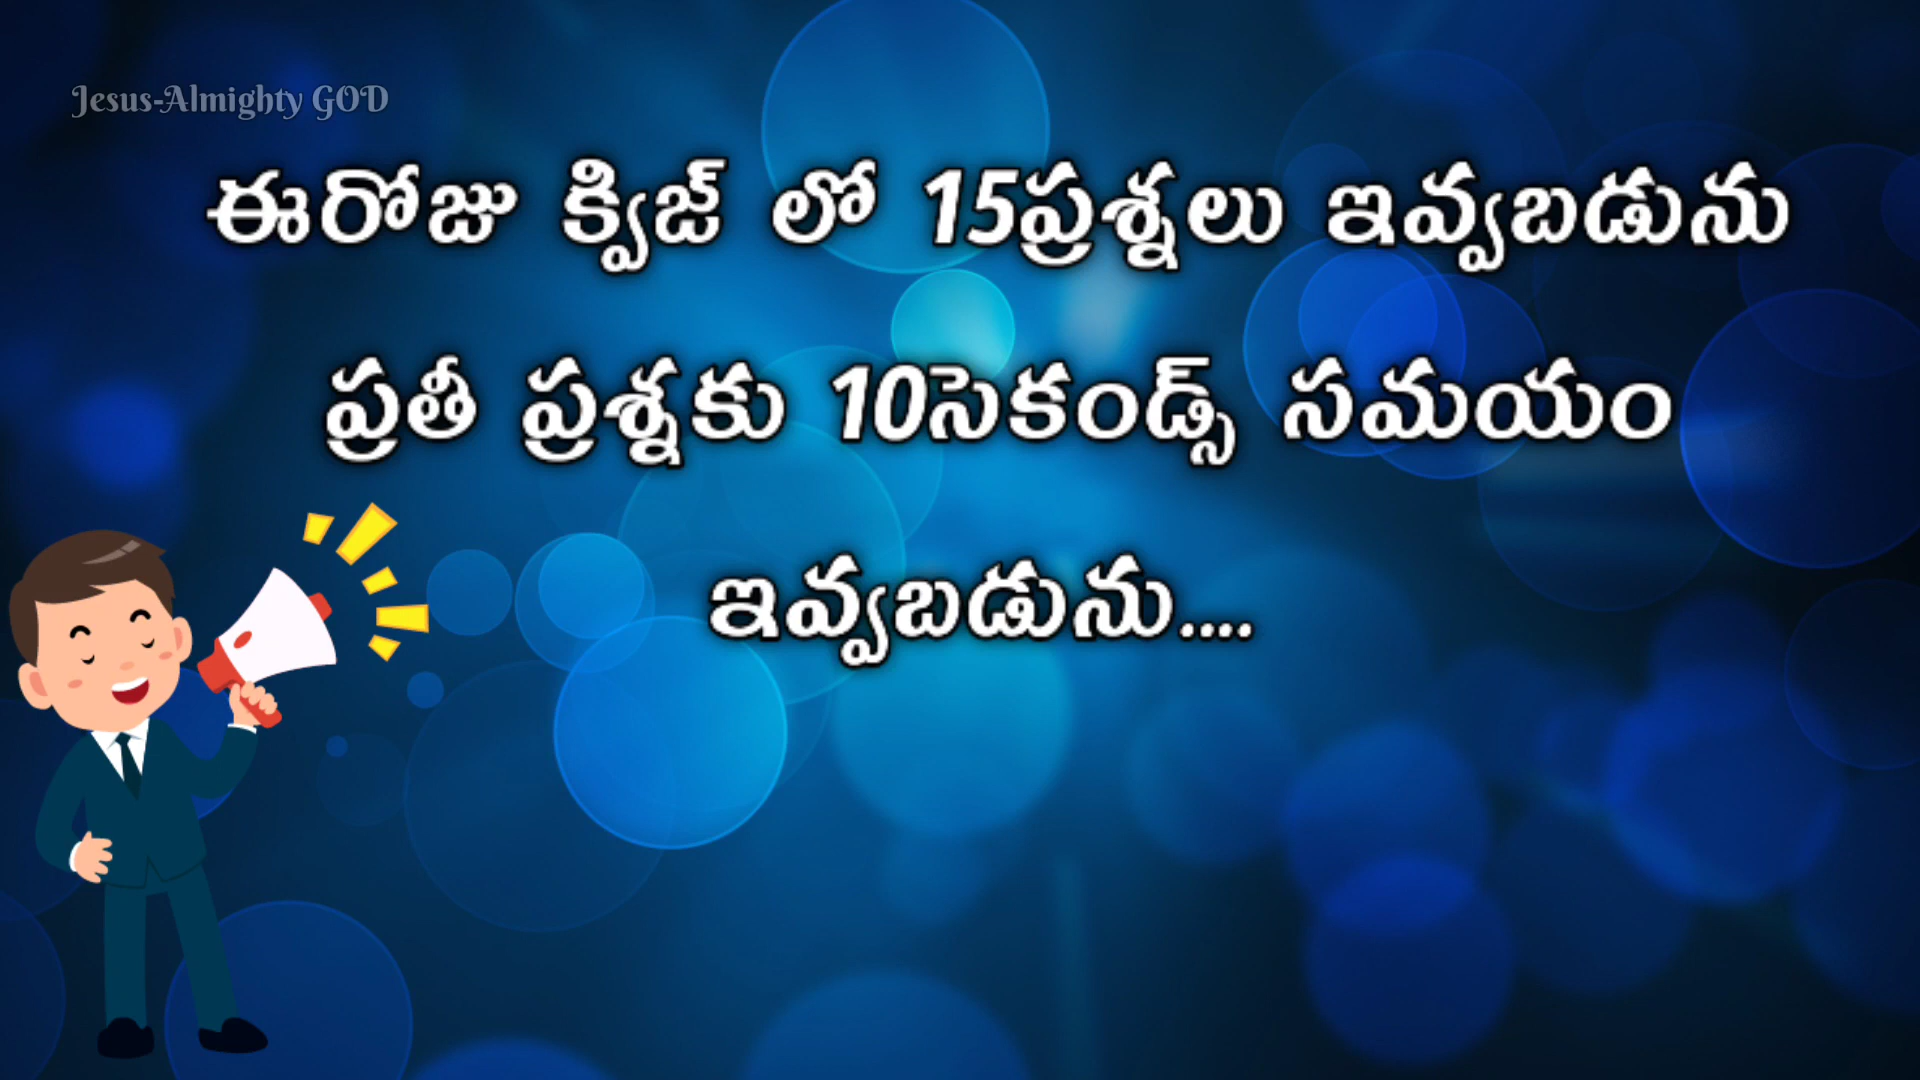 Jesus-Almighty GOD
ఈరోజు క్విజ్ లో 15ప్రశ్నలు ఇవ్వబడును
ప్రతీ ప్రశ్నకు 10సెకండ్స్ సమయం
ఇవ్వబడును....